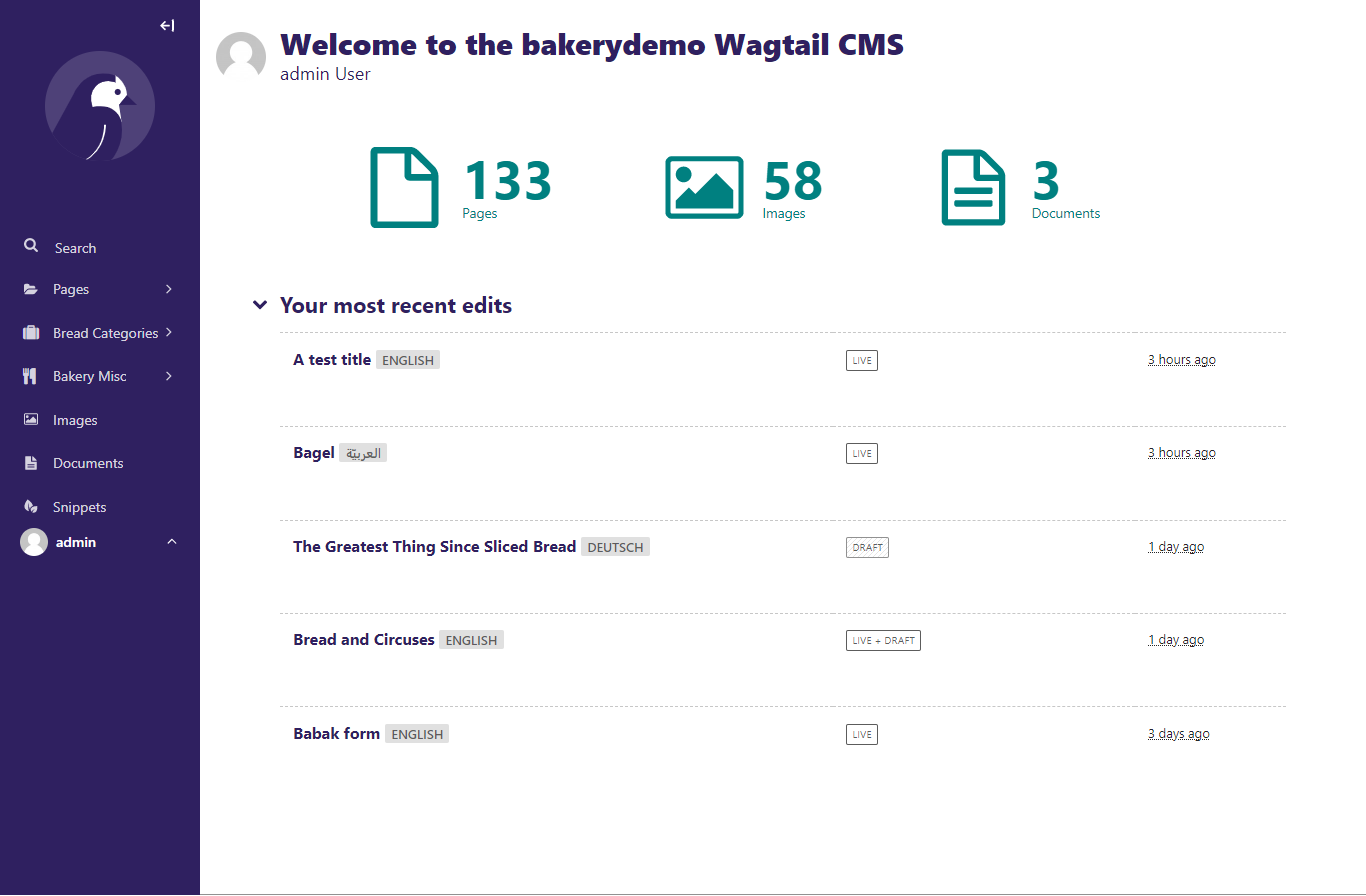 Welcome to the bakerydemo Wagtail CMS
admin User
133
Pages
58
Images
3
Documents
Search
Pages
Bread Categories
Bakery Misc
Images
Documents
Snippets
admin
Your most recent edits
A test title ENGLISH LIVE 3 hours ago
Bagel العربيّة LIVE 3 hours ago
The Greatest Thing Since Sliced Bread DEUTSCH DRAFT 1 day ago
Bread and Circuses ENGLISH LIVE + DRAFT 1 day ago
Babak form ENGLISH LIVE 3 days ago